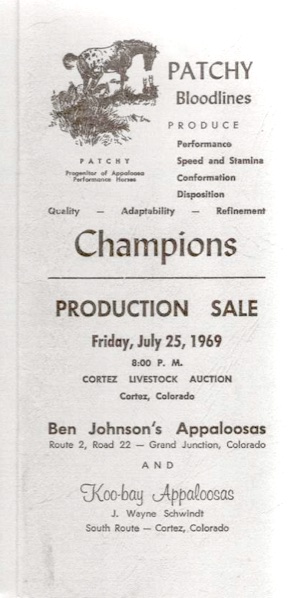 PATCHY
Bloodlines
PRODUCE
Performance
Speed and Stamina
Conformation
Disposition
PATCHY
Progenitor of Appaloosa
Performance Horses
Quality — Adaptability — Refinement
Champions
PRODUCTION SALE
Friday, July 25, 1969
8:00 P. M.
CORTEZ LIVESTOCK AUCTION
Cortez, Colorado
Ben Johnson's Appaloosas
Route 2, Road 22 — Grand Junction, Colorado
AND
Koo-bay Appaloosas
J. Wayne Schwindt
South Route — Cortez, Colorado